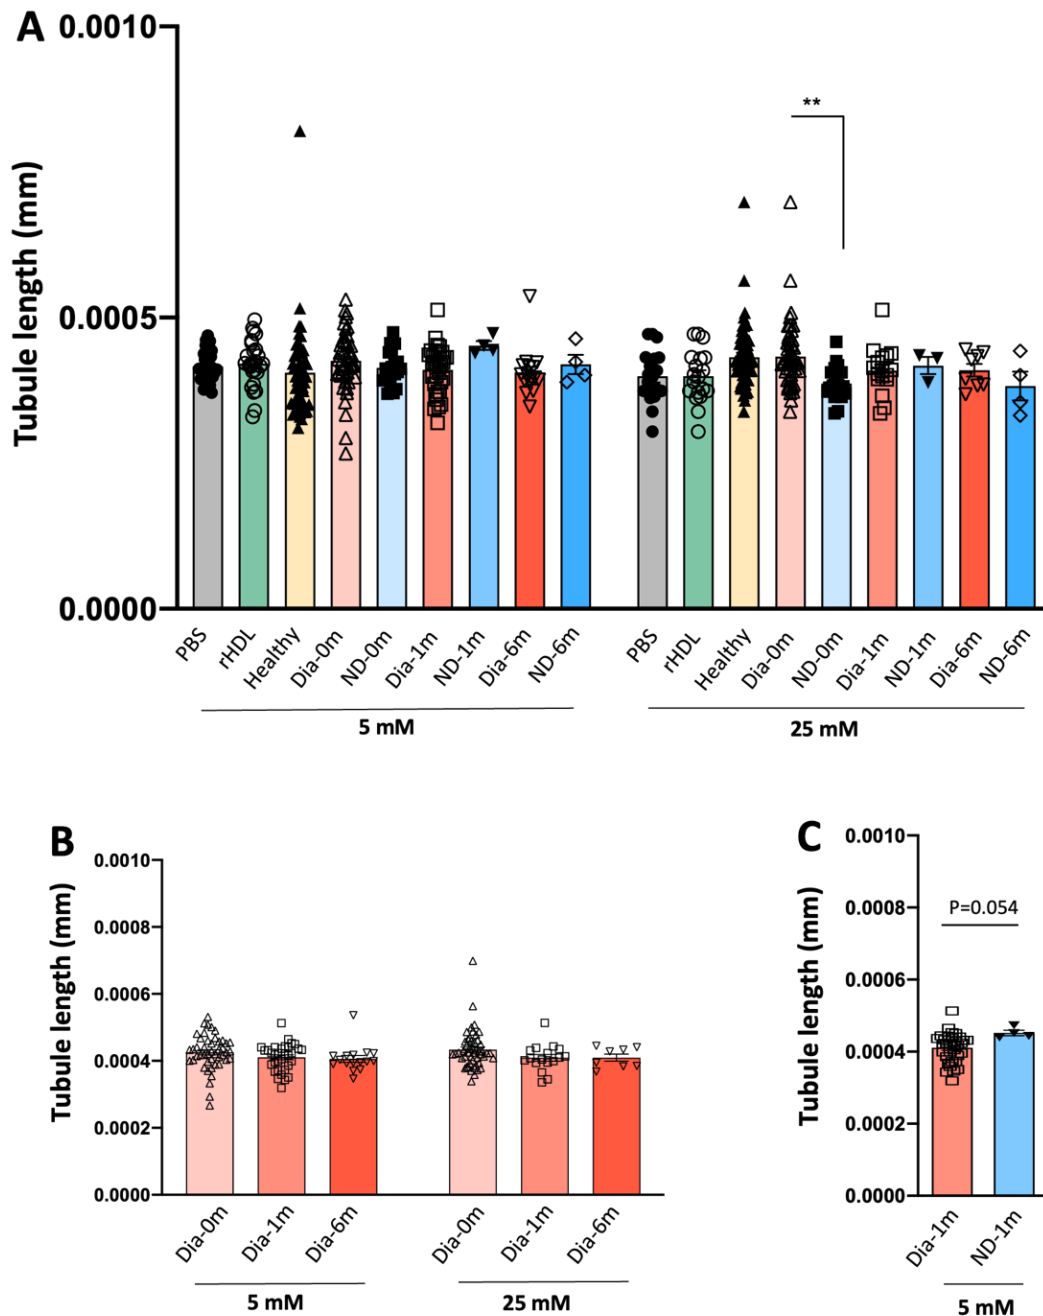 A
0.0010
0.0005
0.0000
Tubule length (mm)
**
PBS
rHDL
Healthy
Dia-0m
ND-0m
Dia-1m
ND-1m
Dia-6m
ND-6m
PBS
rHDL
Healthy
Dia-0m
ND-0m
Dia-1m
ND-1m
Dia-6m
ND-6m
5 mM
25 mM
B
0.0010
0.0008
0.0006
0.0004
0.0002
0.0000
Tubule length (mm)
Dia-0m
Dia-1m
Dia-6m
Dia-0m
Dia-1m
Dia-6m
5 mM
25 mM
C
0.0010
0.0008
0.0006
0.0004
0.0002
0.0000
Tubule length (mm)
P=0.054
Dia-1m
ND-1m
5 mM